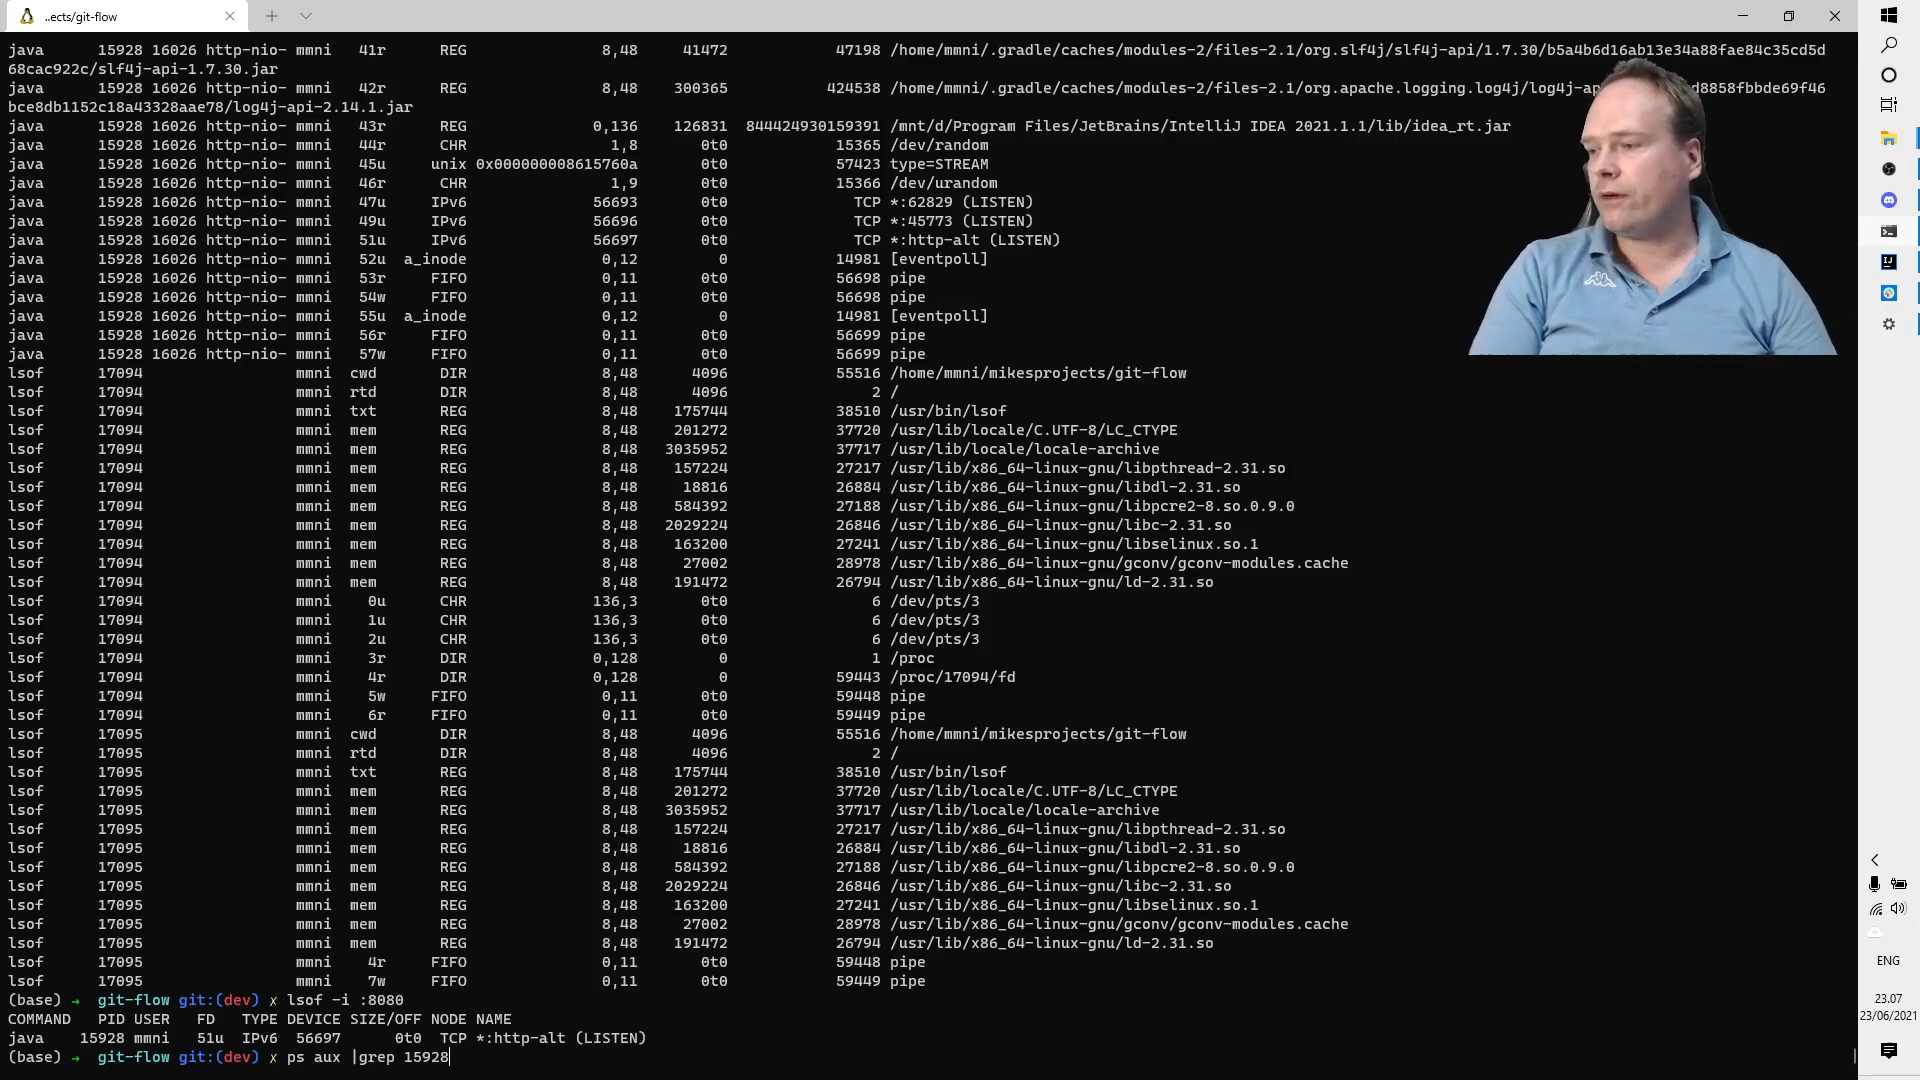 ..ects/git-flow
java 15928 16026 http-nio- mmni 41r REG 8,48 41472 47198 /home/mmni/.gradle/caches/modules-2/files-2.1/org.slf4j/slf4j-api/1.7.30/b5a4b6d16ab13e34a88fae84c35cd5d
68cac922c/slf4j-api-1.7.30.jar
java 15928 16026 http-nio- mmni 42r REG 8,48 300365 424538 /home/mmni/.gradle/caches/modules-2/files-2.1/org.apache.logging.log4j/log4j-ap d8858fbbde69f46
bce8db1152c18a43328aae78/log4j-api-2.14.1.jar
java 15928 16026 http-nio- mmni 43r REG 0,136 126831 844424930159391 /mnt/d/Program Files/JetBrains/IntelliJ IDEA 2021.1.1/lib/idea_rt.jar
java 15928 16026 http-nio- mmni 44r CHR 1,8 0t0 15365 /dev/random
java 15928 16026 http-nio- mmni 45u unix 0x000000008615760a 0t0 57423 type=STREAM
java 15928 16026 http-nio- mmni 46r CHR 1,9 0t0 15366 /dev/urandom
java 15928 16026 http-nio- mmni 47u IPv6 56693 0t0 TCP *:62829 (LISTEN)
java 15928 16026 http-nio- mmni 49u IPv6 56696 0t0 TCP *:45773 (LISTEN)
java 15928 16026 http-nio- mmni 51u IPv6 56697 0t0 TCP *:http-alt (LISTEN)
java 15928 16026 http-nio- mmni 52u a_inode 0,12 0 14981 [eventpoll]
java 15928 16026 http-nio- mmni 53r FIFO 0,11 0t0 56698 pipe
java 15928 16026 http-nio- mmni 54w FIFO 0,11 0t0 56698 pipe
java 15928 16026 http-nio- mmni 55u a_inode 0,12 0 14981 [eventpoll]
java 15928 16026 http-nio- mmni 56r FIFO 0,11 0t0 56699 pipe
java 15928 16026 http-nio- mmni 57w FIFO 0,11 0t0 56699 pipe
lsof 17094 mmni cwd DIR 8,48 4096 55516 /home/mmni/mikesprojects/git-flow
lsof 17094 mmni rtd DIR 8,48 4096 2 /
lsof 17094 mmni txt REG 8,48 175744 38510 /usr/bin/lsof
lsof 17094 mmni mem REG 8,48 201272 37720 /usr/lib/locale/C.UTF-8/LC_CTYPE
lsof 17094 mmni mem REG 8,48 3035952 37717 /usr/lib/locale/locale-archive
lsof 17094 mmni mem REG 8,48 157224 27217 /usr/lib/x86_64-linux-gnu/libpthread-2.31.so
lsof 17094 mmni mem REG 8,48 18816 26884 /usr/lib/x86_64-linux-gnu/libdl-2.31.so
lsof 17094 mmni mem REG 8,48 584392 27188 /usr/lib/x86_64-linux-gnu/libpcre2-8.so.0.9.0
lsof 17094 mmni mem REG 8,48 2029224 26846 /usr/lib/x86_64-linux-gnu/libc-2.31.so
lsof 17094 mmni mem REG 8,48 163200 27241 /usr/lib/x86_64-linux-gnu/libselinux.so.1
lsof 17094 mmni mem REG 8,48 27002 28978 /usr/lib/x86_64-linux-gnu/gconv/gconv-modules.cache
lsof 17094 mmni mem REG 8,48 191472 26794 /usr/lib/x86_64-linux-gnu/ld-2.31.so
lsof 17094 mmni 0u CHR 136,3 0t0 6 /dev/pts/3
lsof 17094 mmni 1u CHR 136,3 0t0 6 /dev/pts/3
lsof 17094 mmni 2u CHR 136,3 0t0 6 /dev/pts/3
lsof 17094 mmni 3r DIR 0,128 0 1 /proc
lsof 17094 mmni 4r DIR 0,128 0 59443 /proc/17094/fd
lsof 17094 mmni 5w FIFO 0,11 0t0 59448 pipe
lsof 17094 mmni 6r FIFO 0,11 0t0 59449 pipe
lsof 17095 mmni cwd DIR 8,48 4096 55516 /home/mmni/mikesprojects/git-flow
lsof 17095 mmni rtd DIR 8,48 4096 2 /
lsof 17095 mmni txt REG 8,48 175744 38510 /usr/bin/lsof
lsof 17095 mmni mem REG 8,48 201272 37720 /usr/lib/locale/C.UTF-8/LC_CTYPE
lsof 17095 mmni mem REG 8,48 3035952 37717 /usr/lib/locale/locale-archive
lsof 17095 mmni mem REG 8,48 157224 27217 /usr/lib/x86_64-linux-gnu/libpthread-2.31.so
lsof 17095 mmni mem REG 8,48 18816 26884 /usr/lib/x86_64-linux-gnu/libdl-2.31.so
lsof 17095 mmni mem REG 8,48 584392 27188 /usr/lib/x86_64-linux-gnu/libpcre2-8.so.0.9.0
lsof 17095 mmni mem REG 8,48 2029224 26846 /usr/lib/x86_64-linux-gnu/libc-2.31.so
lsof 17095 mmni mem REG 8,48 163200 27241 /usr/lib/x86_64-linux-gnu/libselinux.so.1
lsof 17095 mmni mem REG 8,48 27002 28978 /usr/lib/x86_64-linux-gnu/gconv/gconv-modules.cache
lsof 17095 mmni mem REG 8,48 191472 26794 /usr/lib/x86_64-linux-gnu/ld-2.31.so
lsof 17095 mmni 4r FIFO 0,11 0t0 59448 pipe
lsof 17095 mmni 7w FIFO 0,11 0t0 59449 pipe
(base) → git-flow git:(dev) ✗ lsof -i :8080
COMMAND PID USER FD TYPE DEVICE SIZE/OFF NODE NAME
java 15928 mmni 51u IPv6 56697 0t0 TCP *:http-alt (LISTEN)
(base) → git-flow git:(dev) ✗ ps aux |grep 15928
ENG
23.07
23/06/2021